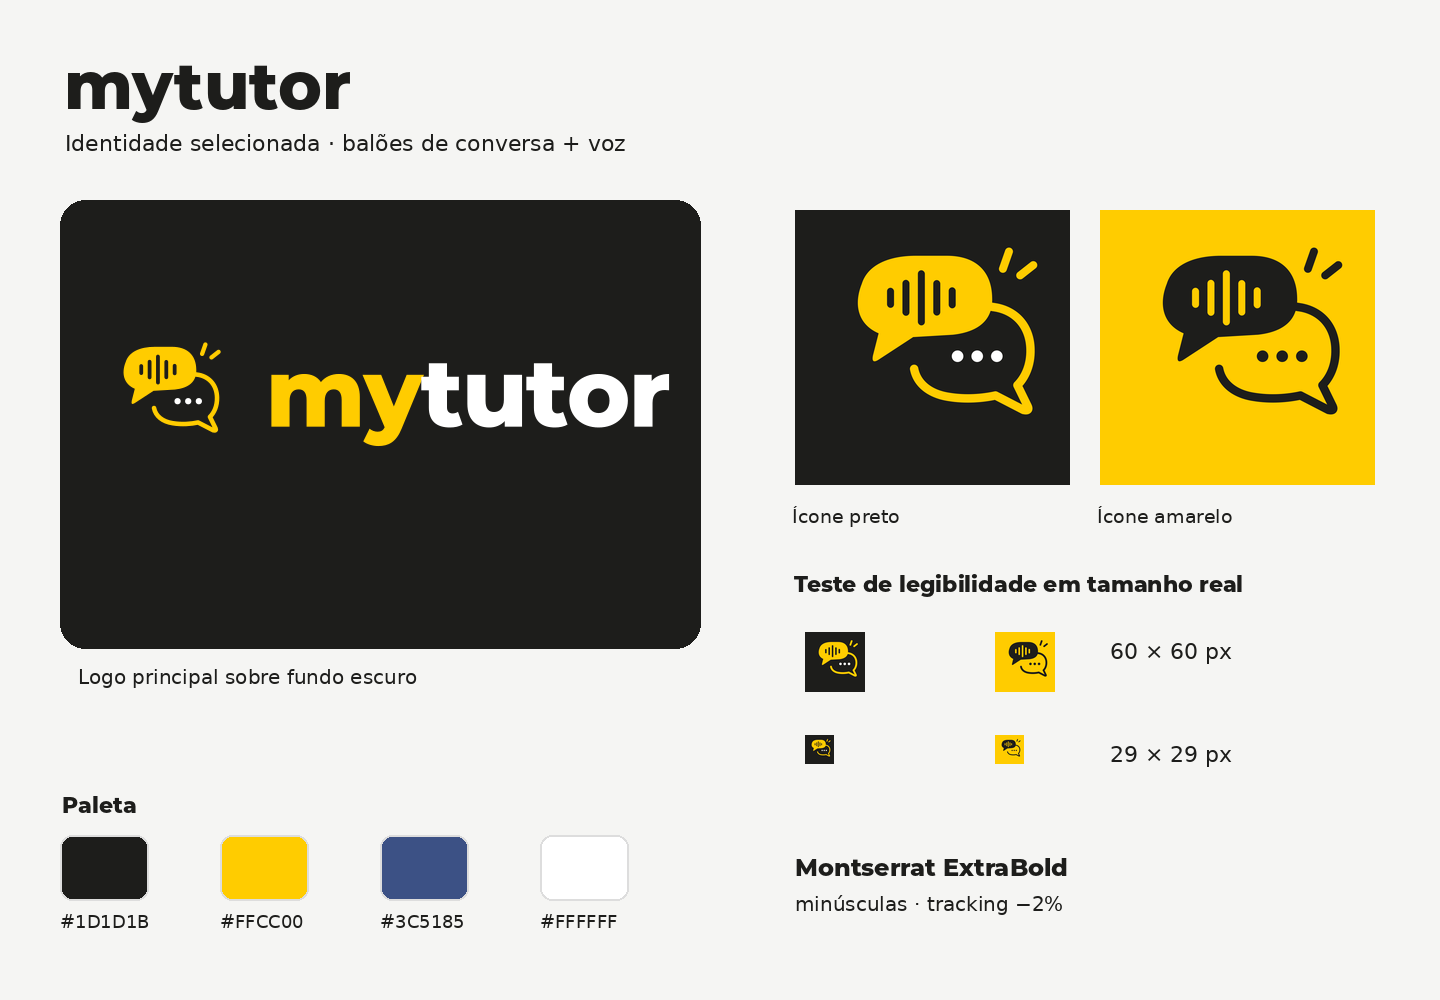 mytutor
Identidade selecionada · balões de conversa + voz
mytutor
Logo principal sobre fundo escuro
Ícone preto
Ícone amarelo
Teste de legibilidade em tamanho real
60 × 60 px
29 × 29 px
Paleta
#1D1D1B
#FFCC00
#3C5185
#FFFFFF
Montserrat ExtraBold
minúsculas · tracking −2%